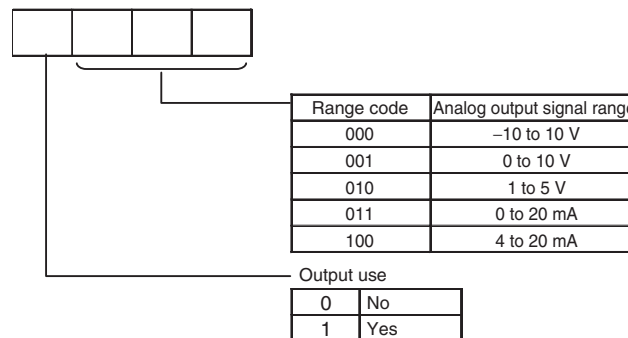 Range code Analog output signal range
000 −10 to 10 V
001 0 to 10 V
010 1 to 5 V
011 0 to 20 mA
100 4 to 20 mA
Output use
0 No
1 Yes